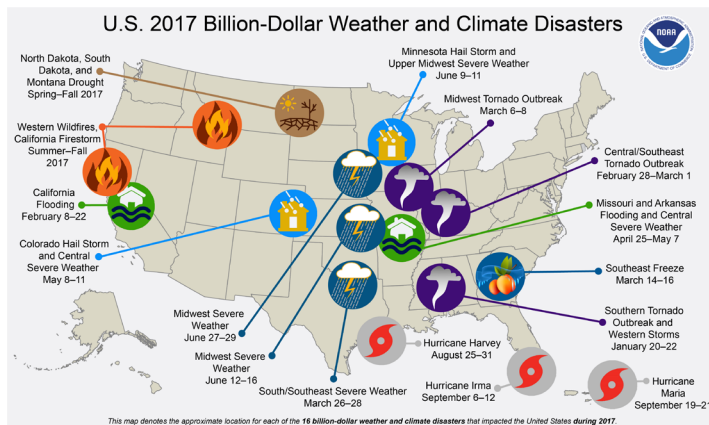 U.S. 2017 Billion-Dollar Weather and Climate Disasters
NOAA
North Dakota, South
Dakota, and
Montana Drought
Spring–Fall 2017
Minnesota Hail Storm and
Upper Midwest Severe Weather
June 9–11
Midwest Tornado Outbreak
March 6–8
Western Wildfires,
California Firestorm
Summer–Fall
2017
Central/Southeast
Tornado Outbreak
February 28–March 1
California
Flooding
February 8–22
Missouri and Arkansas
Flooding and Central
Severe Weather
April 25–May 7
Colorado Hail Storm
and Central
Severe Weather
May 8–11
Southeast Freeze
March 14–16
Midwest Severe
Weather
June 27–29
Southern Tornado
Outbreak and
Western Storms
January 20–22
Midwest Severe
Weather
June 12–16
Hurricane Harvey
August 25–31
South/Southeast Severe Weather
March 26–28
Hurricane Irma
September 6–12
Hurricane
Maria
September 19–21
This map denotes the approximate location for each of the 16 billion-dollar weather and climate disasters that impacted the United States during 2017.